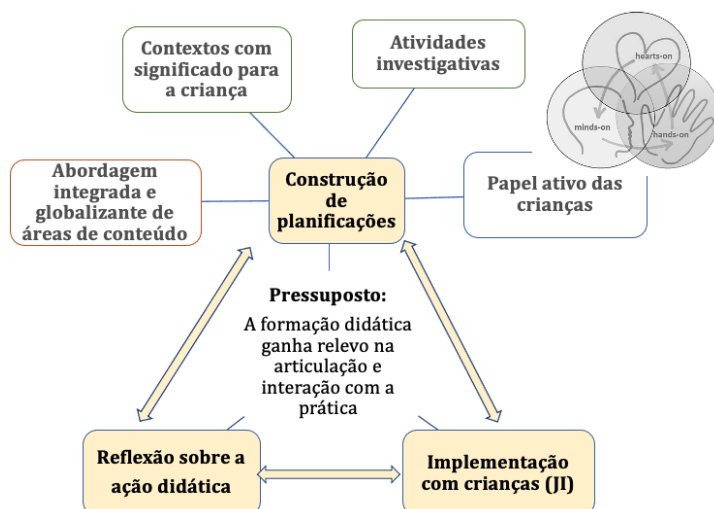 Contextos com
significado para
a criança
Atividades
investigativas
hearts-on
minds-on
hands-on
Abordagem
integrada e
globalizante de
áreas de conteúdo
Construção
de
planificações
Papel ativo das
crianças
Pressuposto:
A formação didática
ganha relevo na
articulação e
interação com a
prática
Reflexão sobre a
ação didática
Implementação
com crianças (JI)